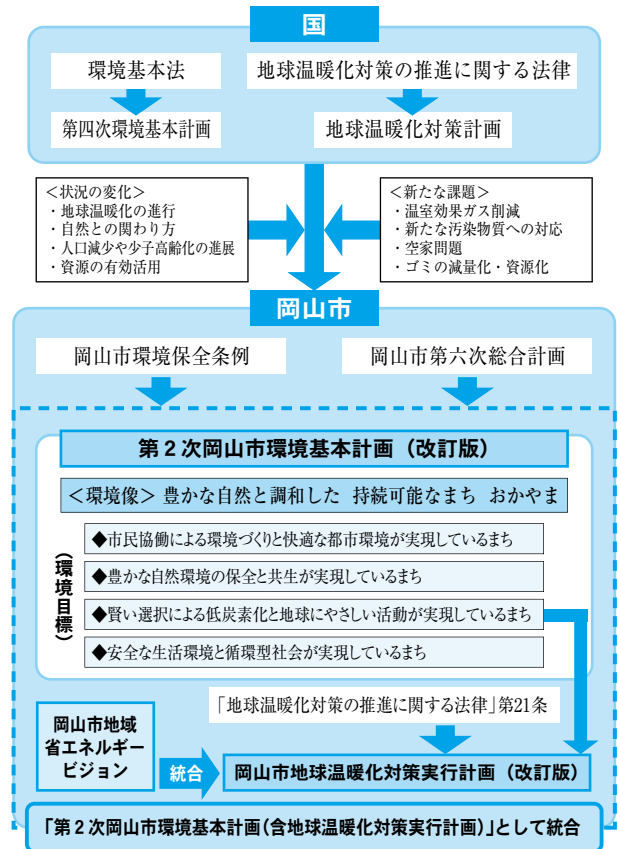 国
環境基本法
地球温暖化対策の推進に関する法律
第四次環境基本計画
地球温暖化対策計画
＜状況の変化＞
・地球温暖化の進行
・自然との関わり方
・人口減少や少子高齢化の進展
・資源の有効活用
＜新たな課題＞
・温室効果ガス削減
・新たな汚染物質への対応
・空家問題
・ゴミの減量化・資源化
岡山市
岡山市環境保全条例
岡山市第六次総合計画
第２次岡山市環境基本計画（改訂版）
＜環境像＞ 豊かな自然と調和した 持続可能なまち おかやま
（環境目標）
◆市民協働による環境づくりと快適な都市環境が実現しているまち
◆豊かな自然環境の保全と共生が実現しているまち
◆賢い選択による低炭素化と地球にやさしい活動が実現しているまち
◆安全な生活環境と循環型社会が実現しているまち
「地球温暖化対策の推進に関する法律」第21条
岡山市地域
省エネルギー
ビジョン
統合
岡山市地球温暖化対策実行計画（改訂版）
「第２次岡山市環境基本計画（含地球温暖化対策実行計画）」として統合